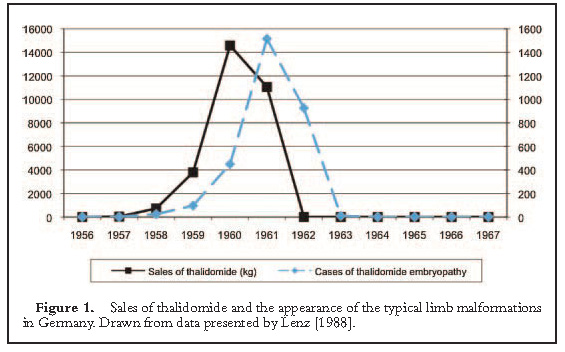 16000 1600
14000 1400
12000 1200
10000 1000
8000 800
6000 600
4000 400
2000 200
0 0
1956 1957 1958 1959 1960 1961 1962 1963 1964 1965 1966 1967
Sales of thalidomide (kg) Cases of thalidomide embryopathy
Figure 1. Sales of thalidomide and the appearance of the typical limb malformations
in Germany. Drawn from data presented by Lenz [1988].